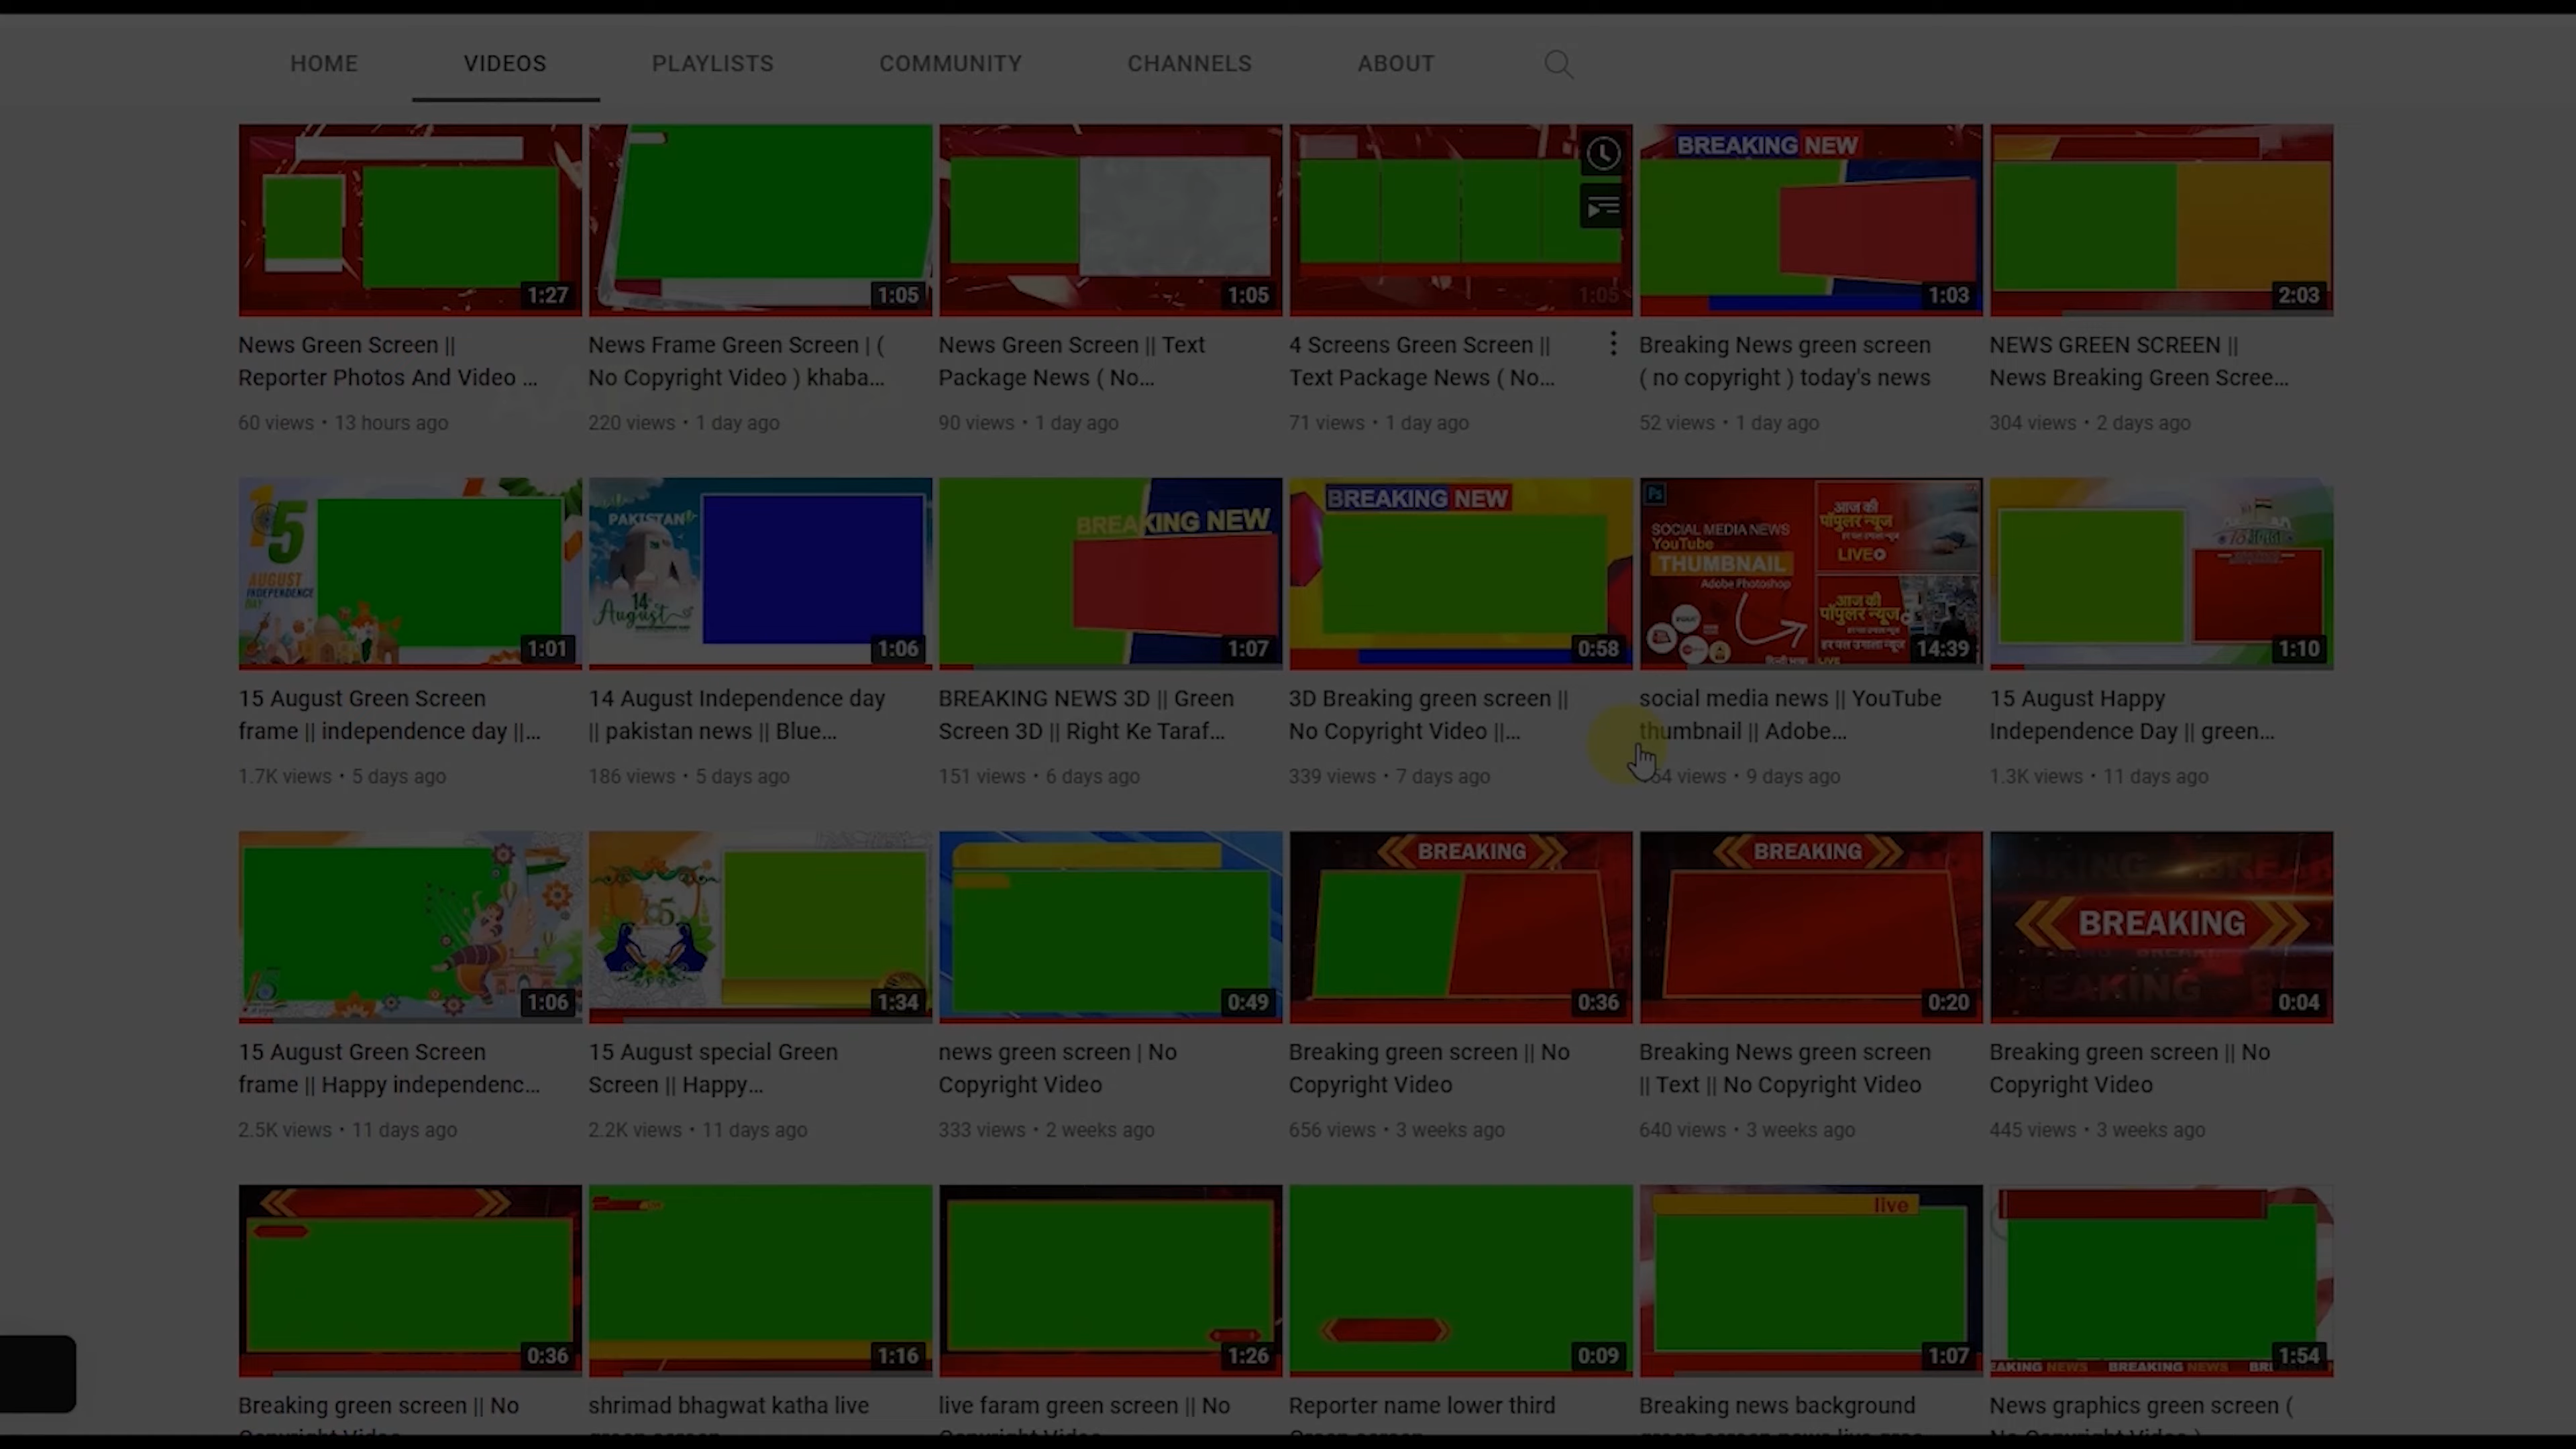 HOME VIDEOS PLAYLISTS COMMUNITY CHANNELS ABOUT
BREAKING NEW
1:27 1:05 1:05 1:05 1:03 2:03
News Green Screen || News Frame Green Screen | ( News Green Screen || Text 4 Screens Green Screen || Breaking News green screen NEWS GREEN SCREEN ||
Reporter Photos And Video ... No Copyright Video ) khaba... Package News ( No... Text Package News ( No... ( no copyright ) today's news News Breaking Green Scree...
60 views • 13 hours ago 220 views • 1 day ago 90 views • 1 day ago 71 views • 1 day ago 52 views • 1 day ago 304 views • 2 days ago
15
AUGUST
INDEPENDENCE
DAY
PAKISTAN
14
August
BREAKING NEW
BREAKING NEW
Ps
SOCIAL MEDIA NEWS
YouTube
THUMBNAIL
Adobe Photoshop
आज की
पॉपुलर न्यूज
LIVE
आज की
पॉपुलर न्यूज
LIVE
1:01 1:06 1:07 0:58 14:39 1:10
15 August Green Screen 14 August Independence day BREAKING NEWS 3D || Green 3D Breaking green screen || social media news || YouTube 15 August Happy
frame || independence day ||... || pakistan news || Blue... Screen 3D || Right Ke Taraf... No Copyright Video ||... thumbnail || Adobe... Independence Day || green...
1.7K views • 5 days ago 186 views • 5 days ago 151 views • 6 days ago 339 views • 7 days ago views • 9 days ago 1.3K views • 11 days ago
BREAKING BREAKING
BREAKING
1:06 1:34 0:49 0:36 0:20 0:04
15 August Green Screen 15 August special Green news green screen | No Breaking green screen || No Breaking News green screen Breaking green screen || No
frame || Happy independenc... Screen || Happy... Copyright Video Copyright Video || Text || No Copyright Video Copyright Video
2.5K views • 11 days ago 2.2K views • 11 days ago 333 views • 2 weeks ago 656 views • 3 weeks ago 640 views • 3 weeks ago 445 views • 3 weeks ago
live
0:36 1:16 1:26 0:09 1:07 1:54
EAKING NEWS BREAKING NEWS
Breaking green screen || No shrimad bhagwat katha live live faram green screen || No Reporter name lower third Breaking news background News graphics green screen (